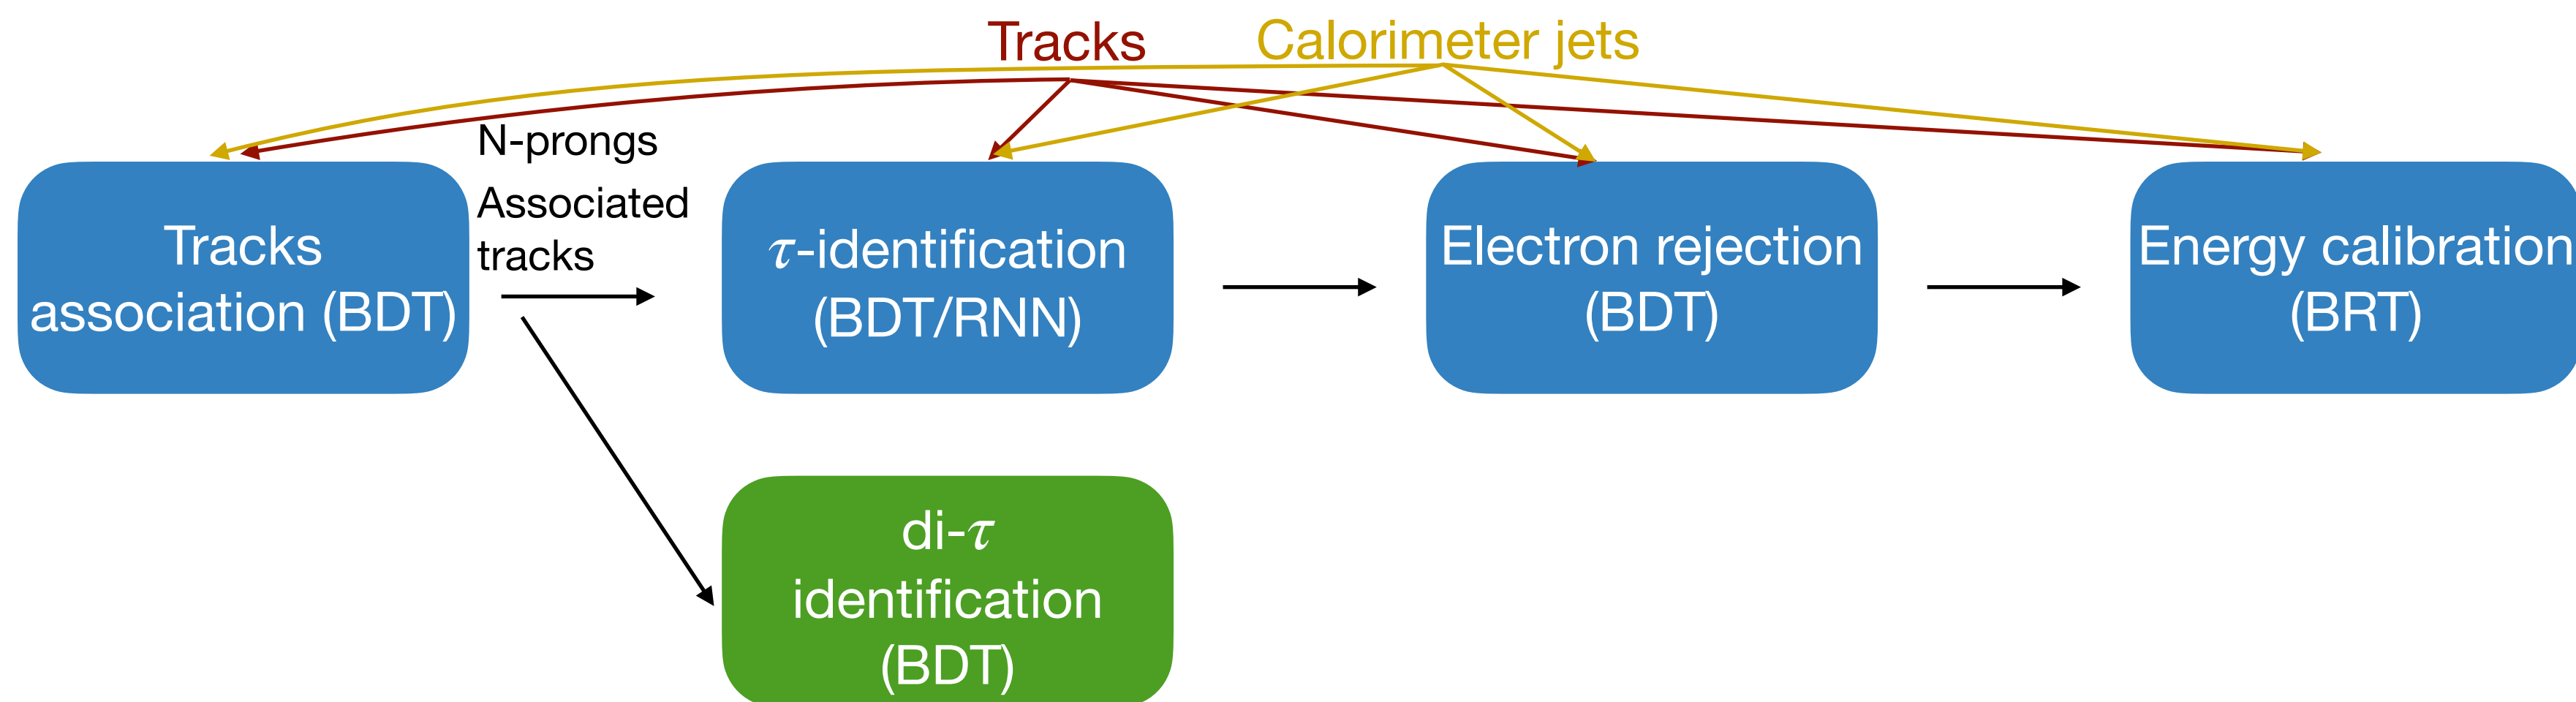 Tracks
Calorimeter jets
N-prongs
Associated
tracks
Tracks
association (BDT)
τ-identification
(BDT/RNN)
Electron rejection
(BDT)
Energy calibration
(BRT)
di-τ
identification
(BDT)